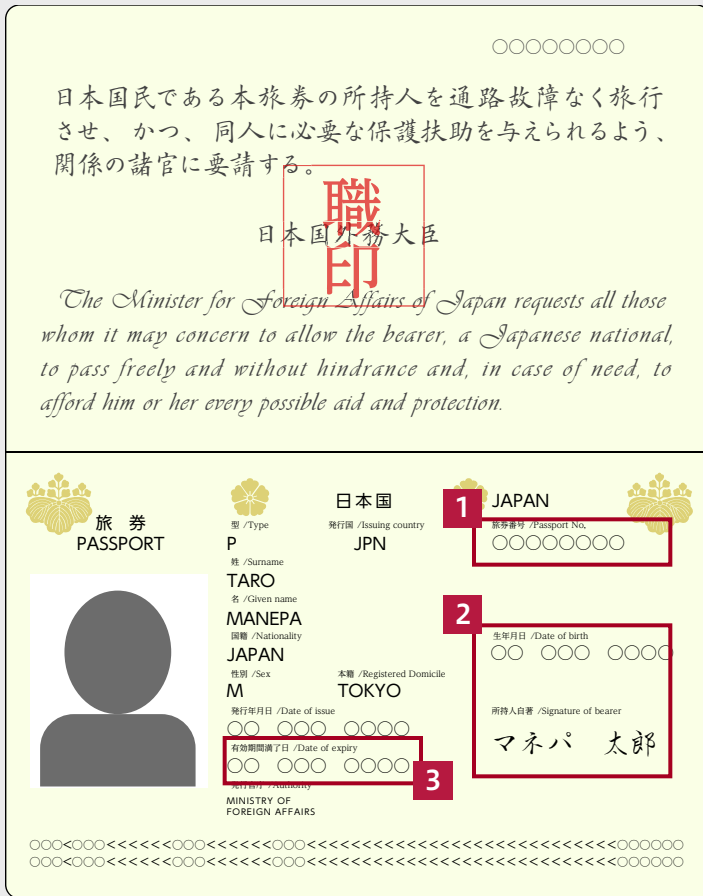 ○○○○○○○○
日本国民である本旅券の所持人を通路故障なく旅行
させ、かつ、同人に必要な保護扶助を与えられるよう、
関係の諸官に要請する。
職印
日本国外務大臣
The Minister for Foreign Affairs of Japan requests all those
whom it may concern to allow the bearer, a Japanese national,
to pass freely and without hindrance and, in case of need, to
afford him or her every possible aid and protection.
旅 券
PASSPORT
日本国
1
JAPAN
型 /Type
発行国 /Issuing country
旅券番号 /Passport No.
P
JPN
○○○○○○○○
姓 /Surname
TARO
名 /Given name
MANEPA
2
国籍 /Nationality
生年月日 /Date of birth
JAPAN
○○ ○○○ ○○○○
性別 /Sex
本籍 /Registered Domicile
M
TOKYO
発行年月日 /Date of issue
所持人自署 /Signature of bearer
○○ ○○○ ○○○○
マネパ 太郎
有効期間満了日 /Date of expiry
○○ ○○○ ○○○○
3
発行官庁 /Authority
MINISTRY OF
FOREIGN AFFAIRS
○○○<○○○<<<<<<○○○<<<<<<○○○<<<<<<<<<<<<<<<<<<<<<<<<<<<<○○○○○○
○○○<○○○<<<<<<○○○<<<<<<○○○<<<<<<<<<<<<<<<<<<<<<<<<<<<<○○○○○○